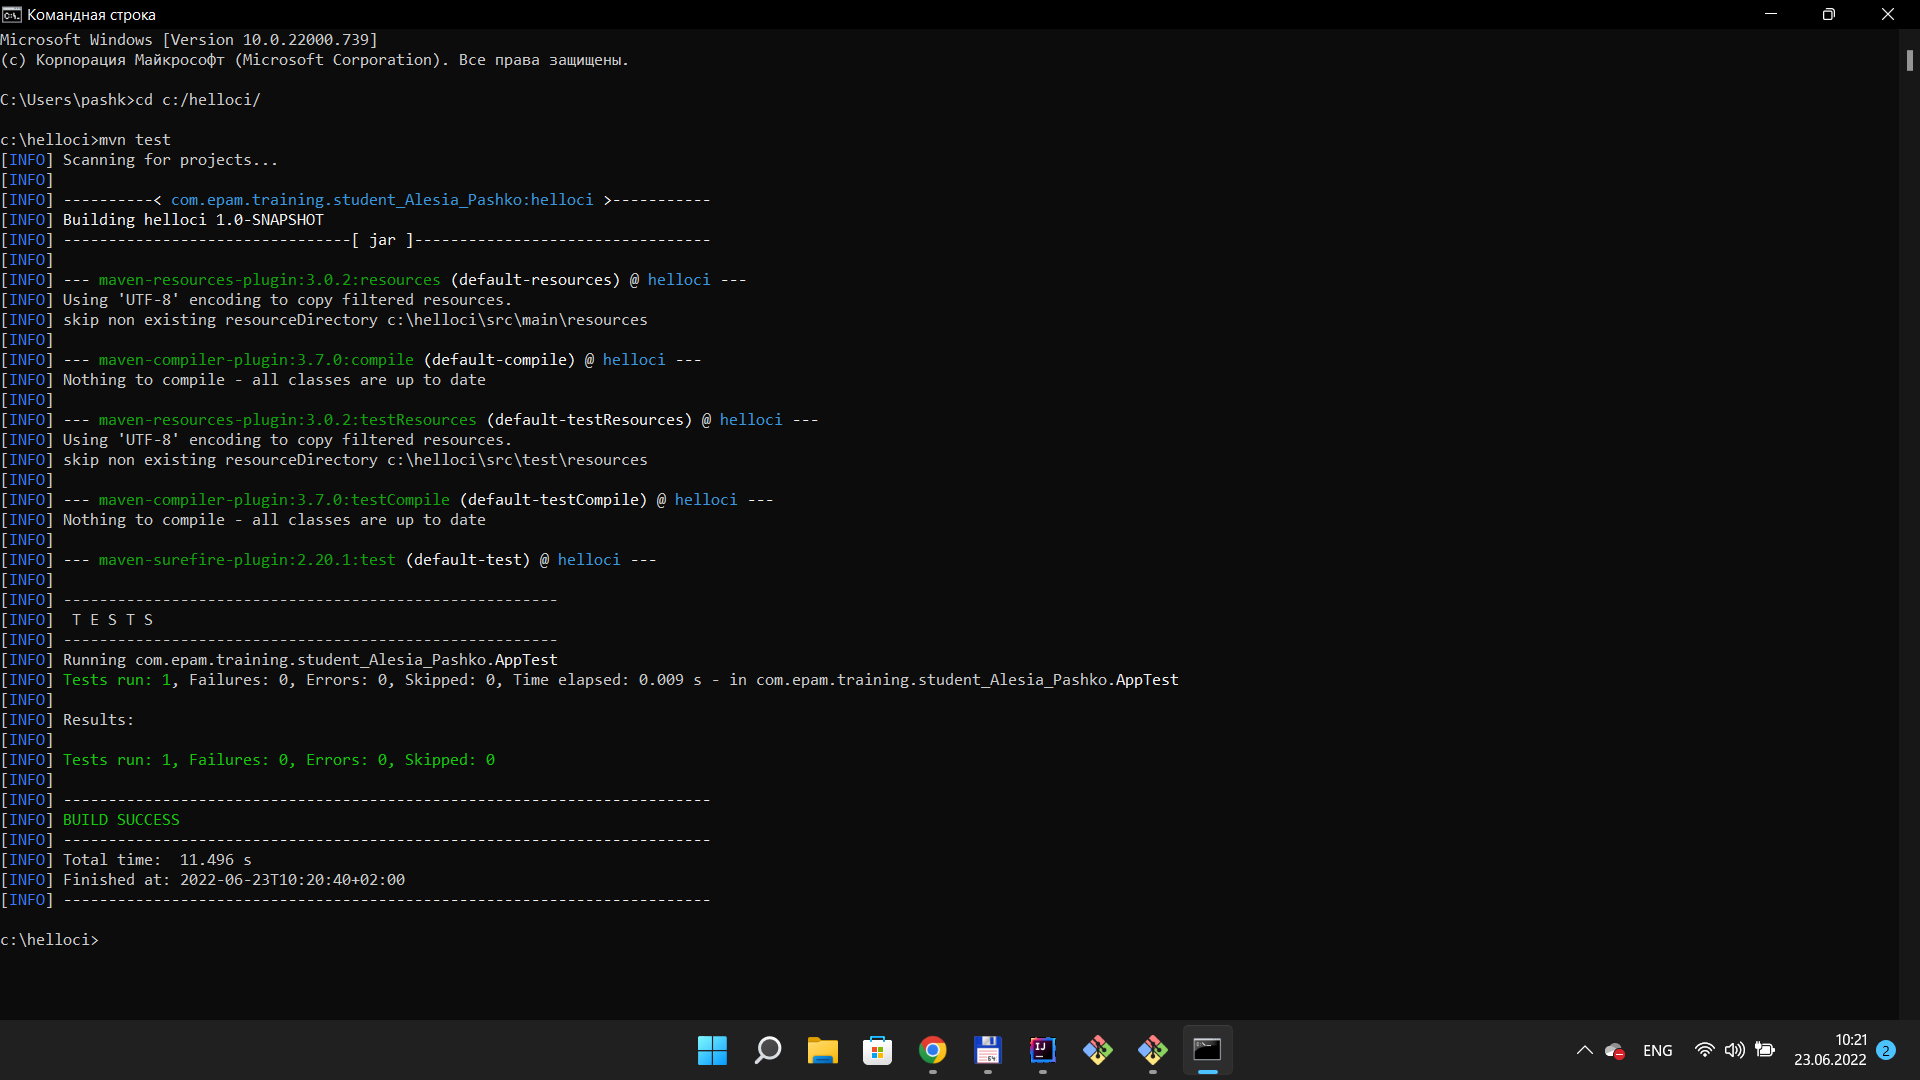 Командная строка
Microsoft Windows [Version 10.0.22000.739]
(c) Корпорация Майкрософт (Microsoft Corporation). Все права защищены.
C:\Users\pashk>cd c:/helloci/
c:\helloci>mvn test
[INFO] Scanning for projects...
[INFO]
[INFO] ----------< com.epam.training.student_Alesia_Pashko:helloci >-----------
[INFO] Building helloci 1.0-SNAPSHOT
[INFO] --------------------------------[ jar ]---------------------------------
[INFO]
[INFO] --- maven-resources-plugin:3.0.2:resources (default-resources) @ helloci ---
[INFO] Using 'UTF-8' encoding to copy filtered resources.
[INFO] skip non existing resourceDirectory c:\helloci\src\main\resources
[INFO]
[INFO] --- maven-compiler-plugin:3.7.0:compile (default-compile) @ helloci ---
[INFO] Nothing to compile - all classes are up to date
[INFO]
[INFO] --- maven-resources-plugin:3.0.2:testResources (default-testResources) @ helloci ---
[INFO] Using 'UTF-8' encoding to copy filtered resources.
[INFO] skip non existing resourceDirectory c:\helloci\src\test\resources
[INFO]
[INFO] --- maven-compiler-plugin:3.7.0:testCompile (default-testCompile) @ helloci ---
[INFO] Nothing to compile - all classes are up to date
[INFO]
[INFO] --- maven-surefire-plugin:2.20.1:test (default-test) @ helloci ---
[INFO]
[INFO] -------------------------------------------------------
[INFO]  T E S T S
[INFO] -------------------------------------------------------
[INFO] Running com.epam.training.student_Alesia_Pashko.AppTest
[INFO] Tests run: 1, Failures: 0, Errors: 0, Skipped: 0, Time elapsed: 0.009 s - in com.epam.training.student_Alesia_Pashko.AppTest
[INFO]
[INFO] Results:
[INFO]
[INFO] Tests run: 1, Failures: 0, Errors: 0, Skipped: 0
[INFO]
[INFO] ------------------------------------------------------------------------
[INFO] BUILD SUCCESS
[INFO] ------------------------------------------------------------------------
[INFO] Total time:  11.496 s
[INFO] Finished at: 2022-06-23T10:20:40+02:00
[INFO] ------------------------------------------------------------------------
c:\helloci>
ENG
10:21
23.06.2022
2